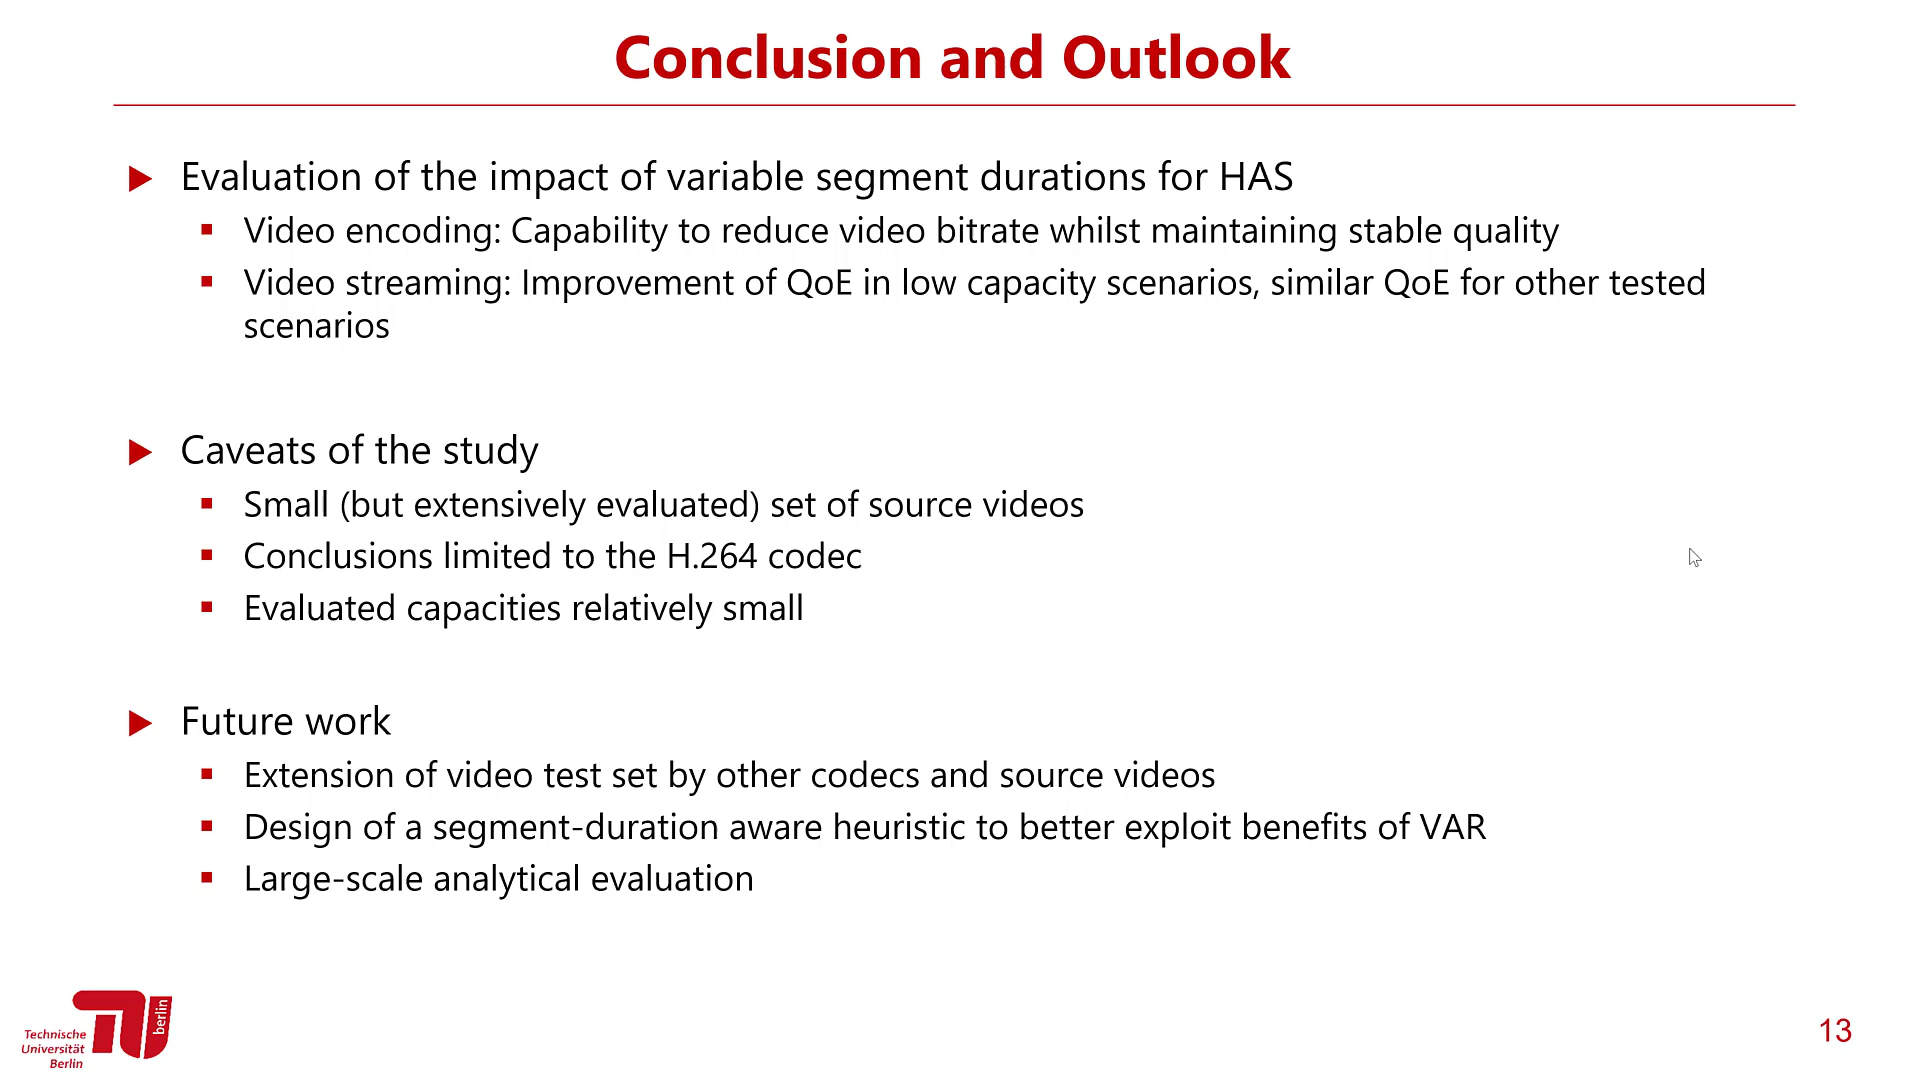 Conclusion and Outlook
Evaluation of the impact of variable segment durations for HAS
Video encoding: Capability to reduce video bitrate whilst maintaining stable quality
Video streaming: Improvement of QoE in low capacity scenarios, similar QoE for other tested
scenarios
Caveats of the study
Small (but extensively evaluated) set of source videos
Conclusions limited to the H.264 codec
Evaluated capacities relatively small
Future work
Extension of video test set by other codecs and source videos
Design of a segment-duration aware heuristic to better exploit benefits of VAR
Large-scale analytical evaluation
berlin
Technische
Universität
Berlin
13